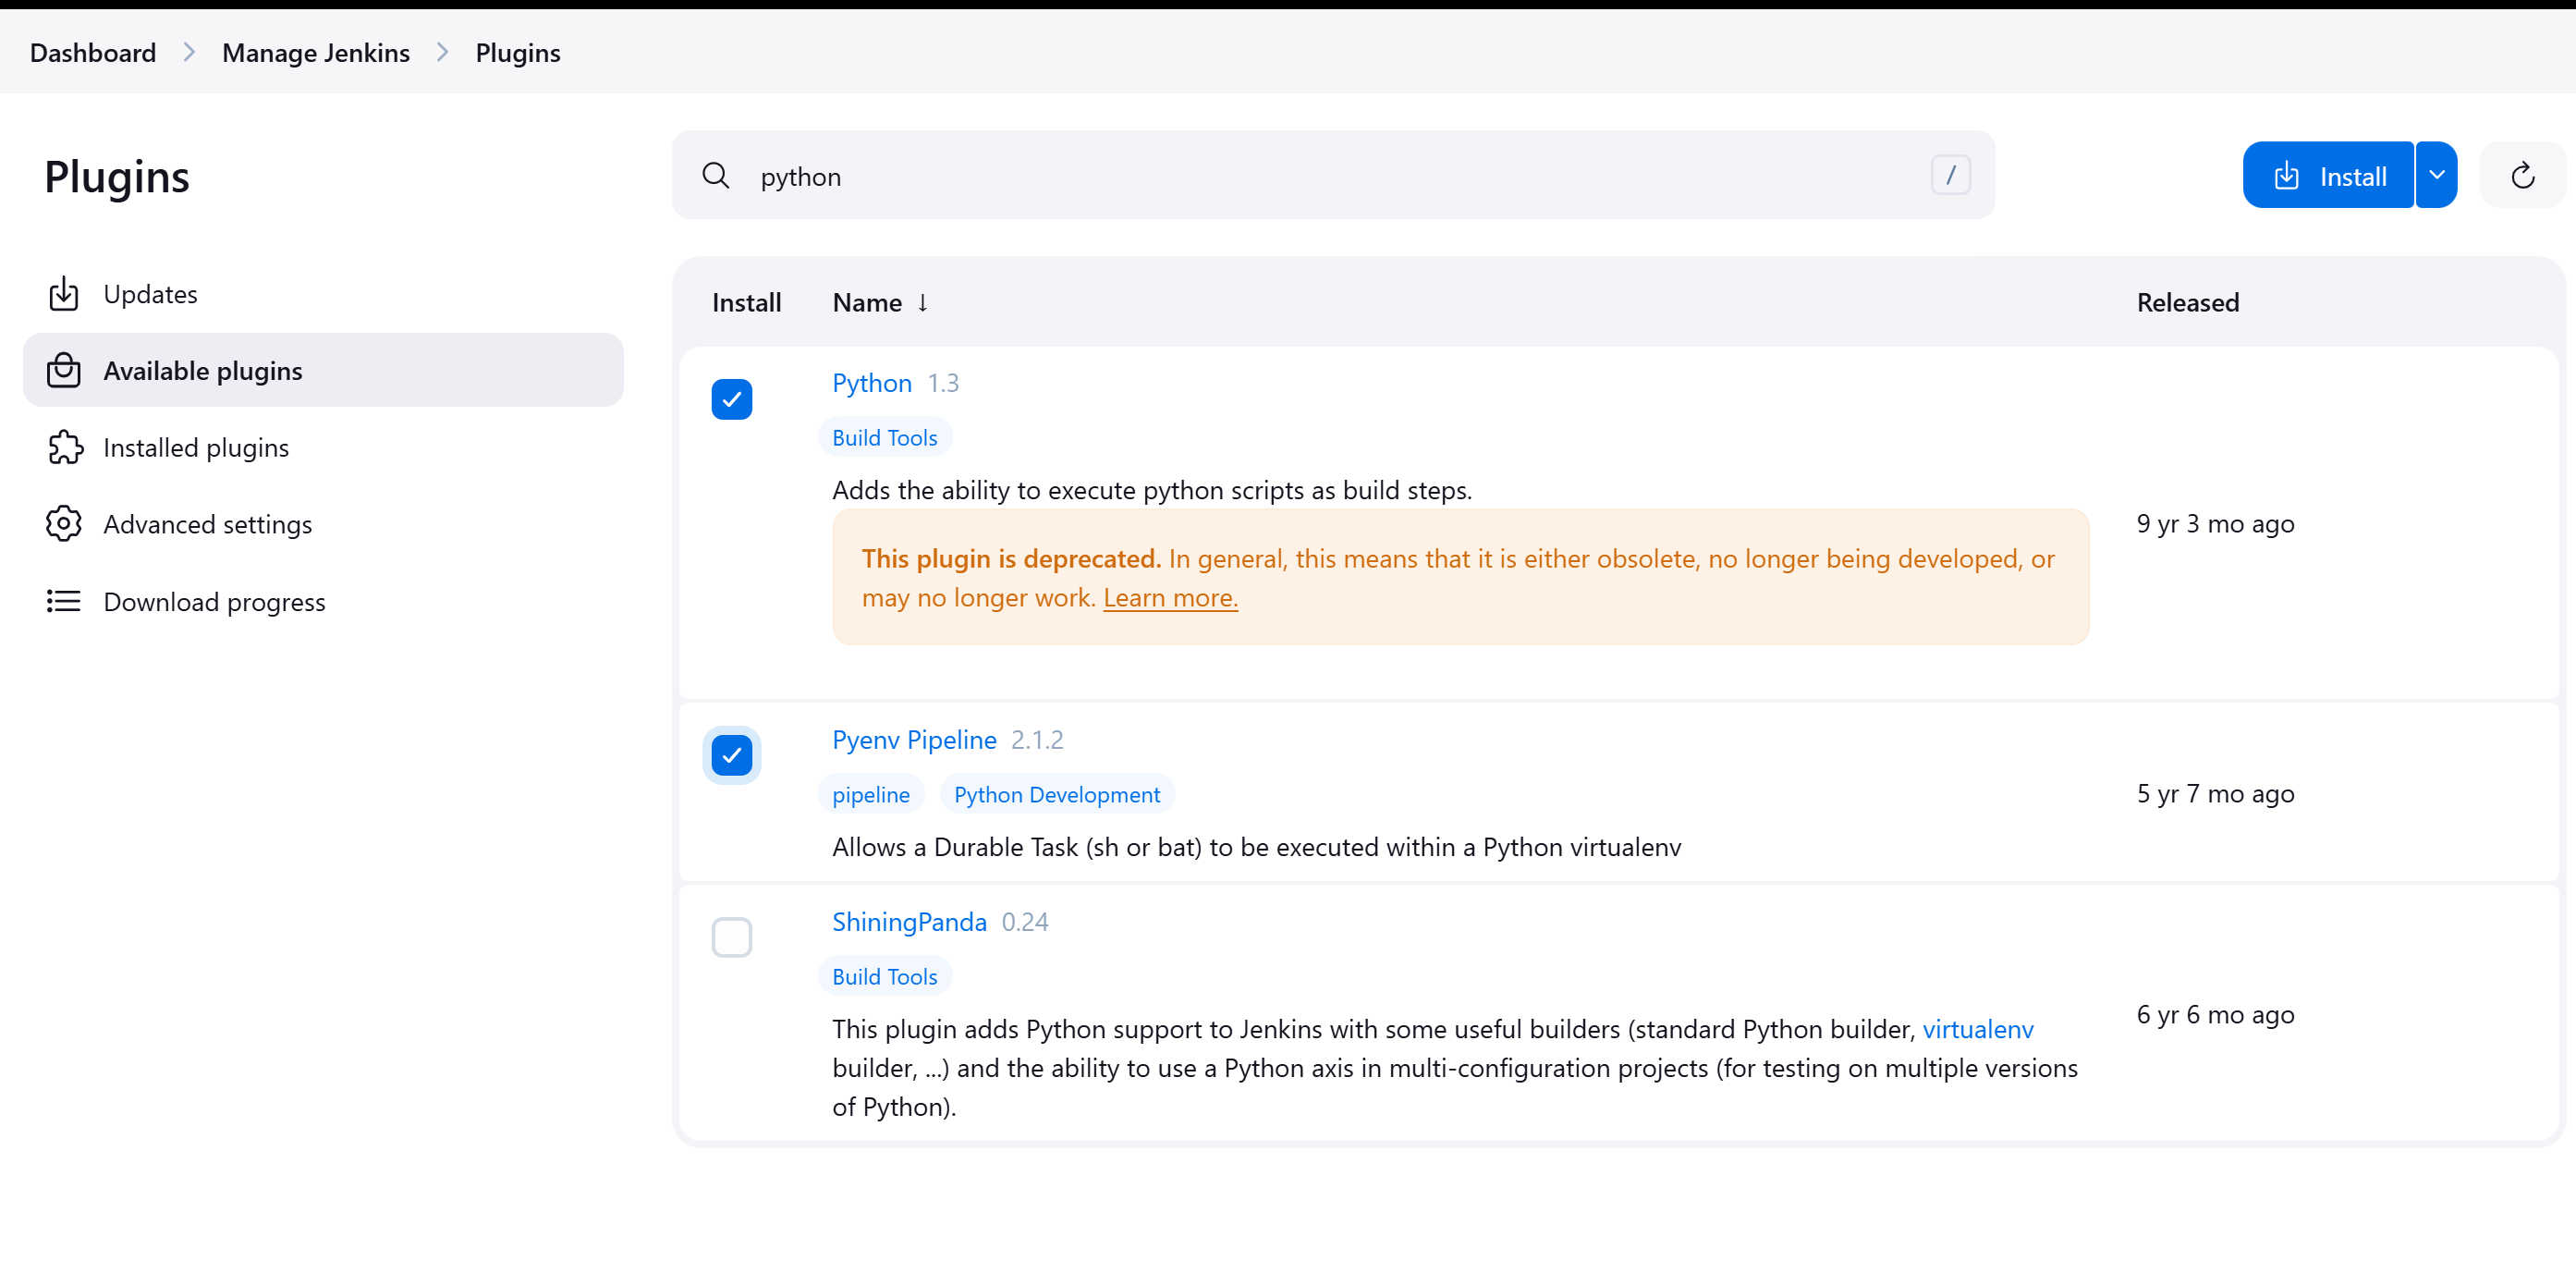 Dashboard > Manage Jenkins > Plugins
Plugins
python
/
Install
Updates
Available plugins
Installed plugins
Advanced settings
Download progress
Install Name ↓ Released
Python 1.3
Build Tools
Adds the ability to execute python scripts as build steps.
This plugin is deprecated. In general, this means that it is either obsolete, no longer being developed, or
may no longer work. Learn more.
9 yr 3 mo ago
Pyenv Pipeline 2.1.2
pipeline Python Development
Allows a Durable Task (sh or bat) to be executed within a Python virtualenv
5 yr 7 mo ago
ShiningPanda 0.24
Build Tools
This plugin adds Python support to Jenkins with some useful builders (standard Python builder, virtualenv
builder, ...) and the ability to use a Python axis in multi-configuration projects (for testing on multiple versions
of Python).
6 yr 6 mo ago